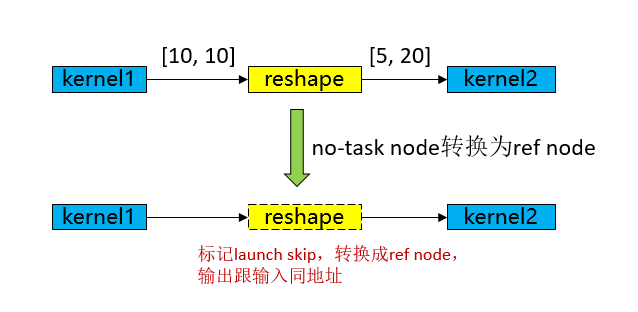 [10, 10] [5, 20]
kernel1 reshape kernel2
no-task node转换为ref node
kernel1 reshape kernel2
标记launch skip，转换成ref node，
输出跟输入同地址